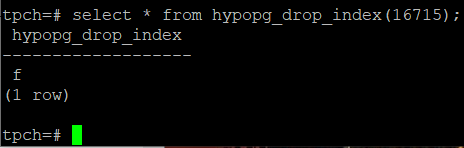 tpch=# select * from hypopg_drop_index(16715);
 hypopg_drop_index
-------------------
 f
(1 row)
tpch=#